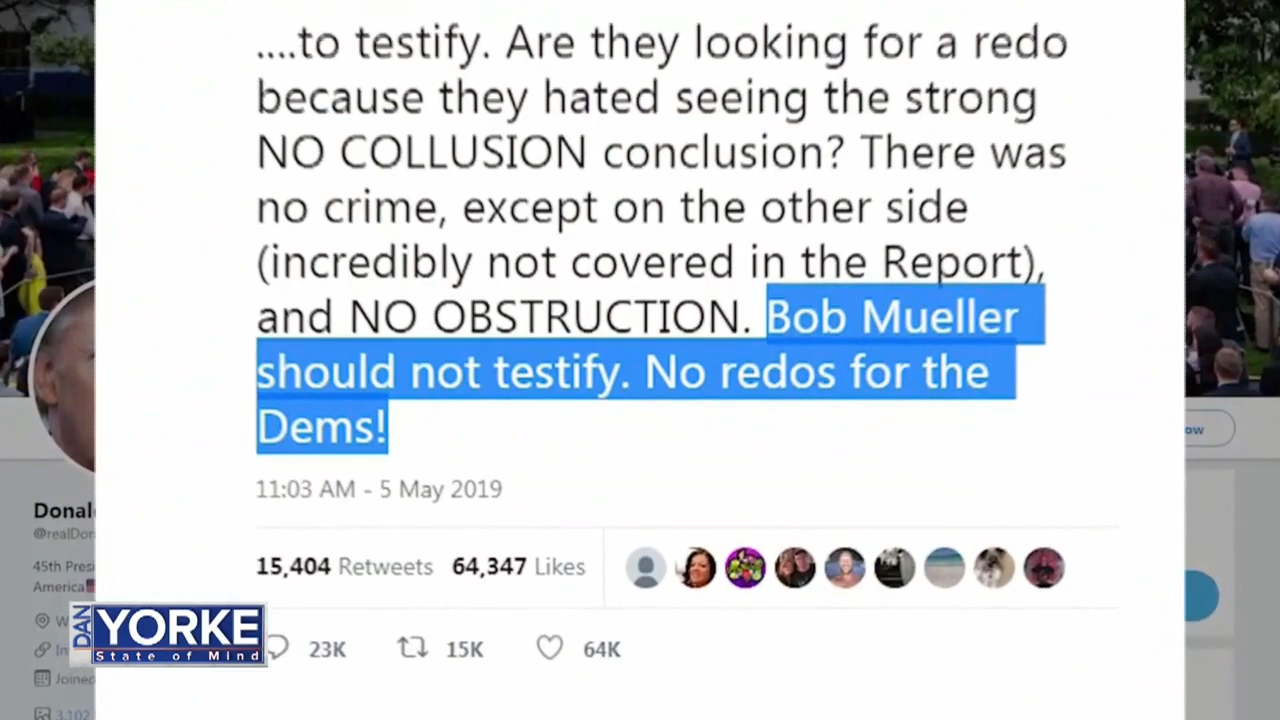 ....to testify. Are they looking for a redo
because they hated seeing the strong
NO COLLUSION conclusion? There was
no crime, except on the other side
(incredibly not covered in the Report),
and NO OBSTRUCTION. Bob Mueller
should not testify. No redos for the
Dems!
11:03 AM - 5 May 2019
15,404 Retweets 64,347 Likes
23K 15K 64K
45th
America
Joined
3,102
DAN
YORKE
State of Mind